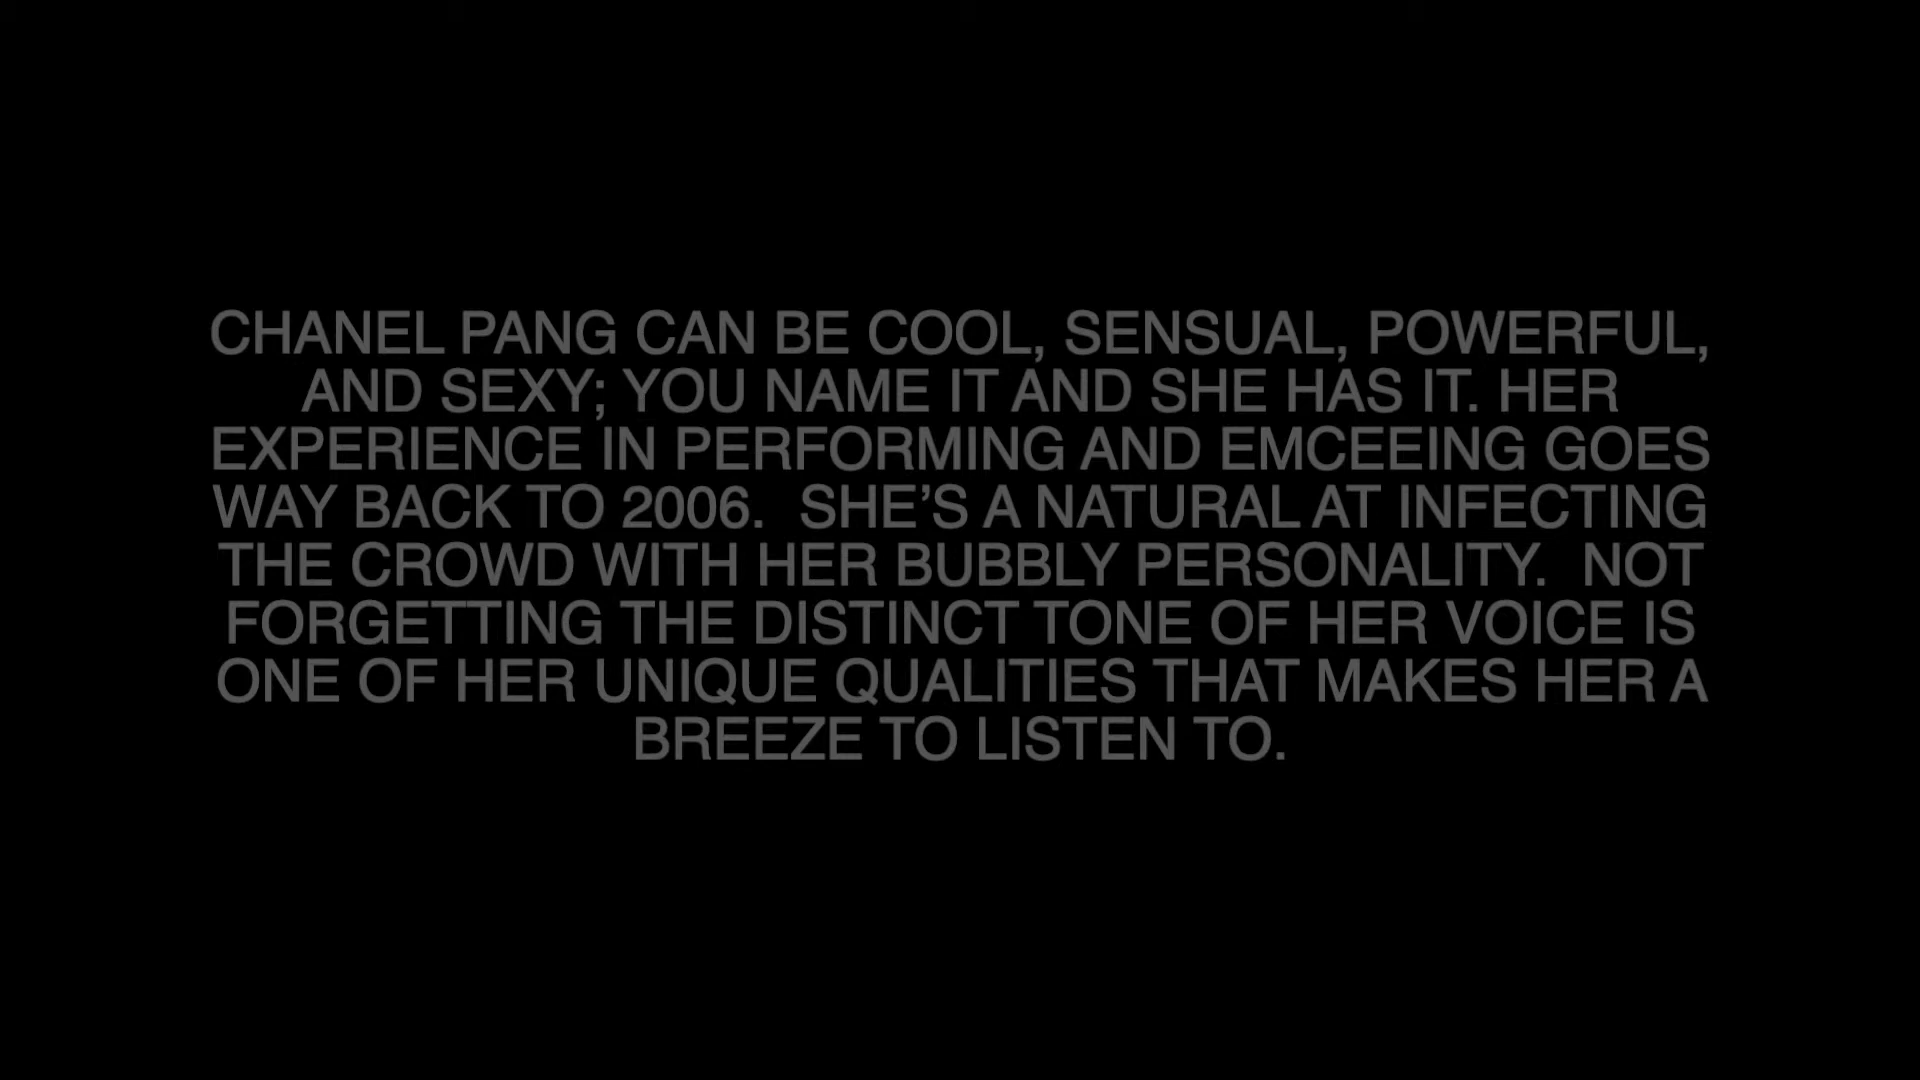 CHANEL PANG CAN BE COOL, SENSUAL, POWERFUL,
AND SEXY; YOU NAME IT AND SHE HAS IT. HER
EXPERIENCE IN PERFORMING AND EMCEEING GOES
WAY BACK TO 2006.  SHE’S A NATURAL AT INFECTING
THE CROWD WITH HER BUBBLY PERSONALITY.  NOT
FORGETTING THE DISTINCT TONE OF HER VOICE IS
ONE OF HER UNIQUE QUALITIES THAT MAKES HER A
BREEZE TO LISTEN TO.